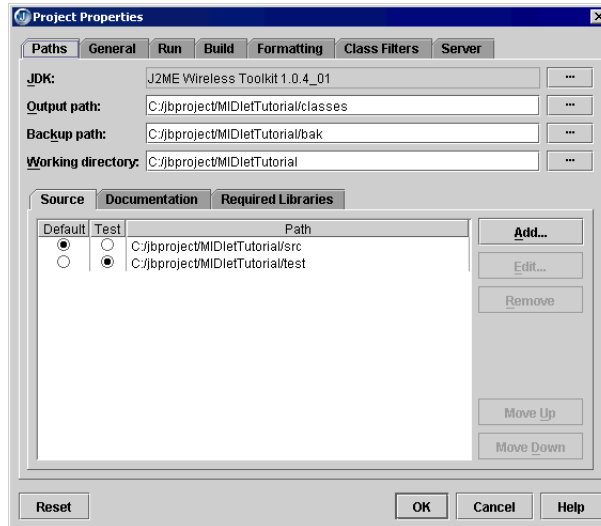 Project Properties
Paths General Run Build Formatting Class Filters Server
JDK: J2ME Wireless Toolkit 1.0.4_01 ...
Output path: C:/jbproject/MIDletTutorial/classes ...
Backup path: C:/jbproject/MIDletTutorial/bak ...
Working directory: C:/jbproject/MIDletTutorial ...
Source Documentation Required Libraries
Default Test Path
C:/jbproject/MIDletTutorial/src
C:/jbproject/MIDletTutorial/test
Add...
Edit...
Remove
Move Up
Move Down
Reset OK Cancel Help